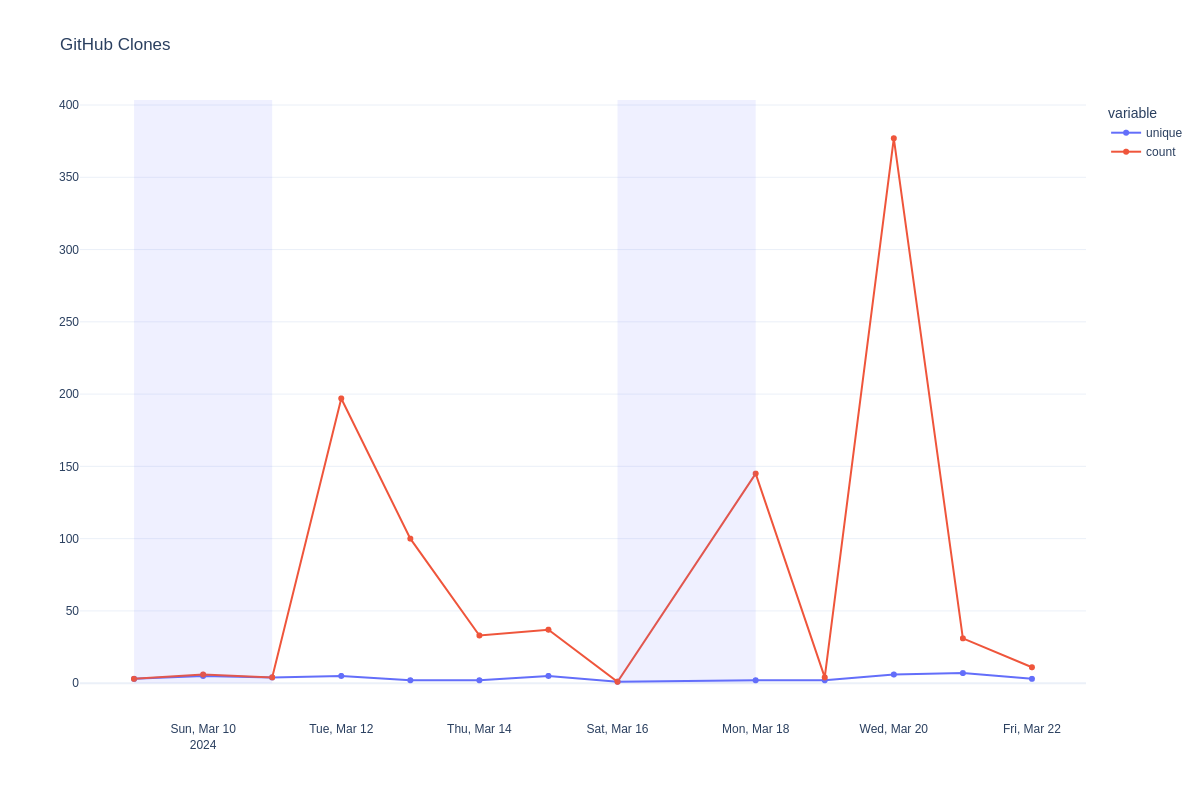 GitHub Clones
400
350
300
250
200
150
100
50
0
Sun, Mar 10
2024
Tue, Mar 12
Thu, Mar 14
Sat, Mar 16
Mon, Mar 18
Wed, Mar 20
Fri, Mar 22
variable
unique
count